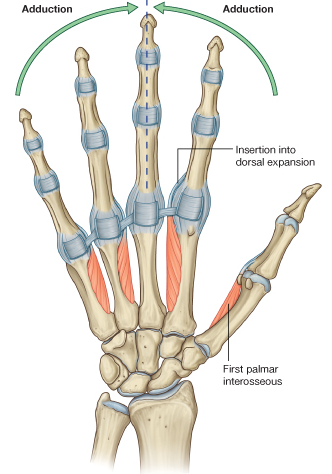 Adduction
Adduction
Insertion into
dorsal expansion
First palmar
interosseous